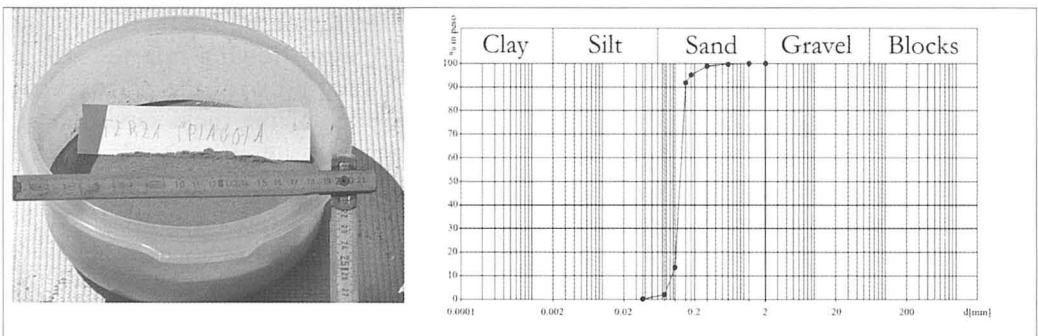 TERZA SPIAGGIA
% in peso
Clay Silt Sand Gravel Blocks
100
90
80
70
60
50
40
30
20
10
0
0.0001 0.002 0.02 0.2 2 20 200 d[mm]